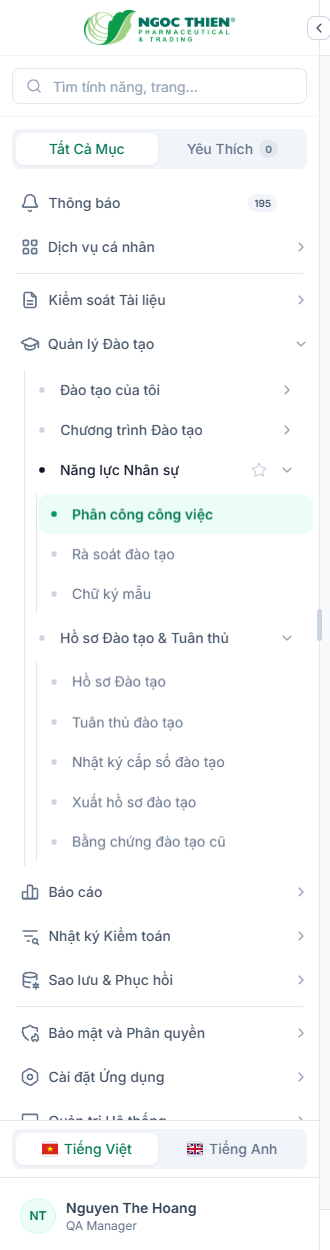 NGOC THIEN®
PHARMACEUTICAL
& TRADING
Tìm tính năng, trang...
Tất Cả Mục
Yêu Thích 0
Thông báo 195
Dịch vụ cá nhân
Kiểm soát Tài liệu
Quản lý Đào tạo
Đào tạo của tôi
Chương trình Đào tạo
Năng lực Nhân sự
Phân công công việc
Rà soát đào tạo
Chữ ký mẫu
Hồ sơ Đào tạo & Tuân thủ
Hồ sơ Đào tạo
Tuân thủ đào tạo
Nhật ký cấp số đào tạo
Xuất hồ sơ đào tạo
Bằng chứng đào tạo cũ
Báo cáo
Nhật ký Kiểm toán
Sao lưu & Phục hồi
Bảo mật và Phân quyền
Cài đặt Ứng dụng
Quản trị Hệ thống
Tiếng Việt
Tiếng Anh
NT
Nguyen The Hoang
QA Manager